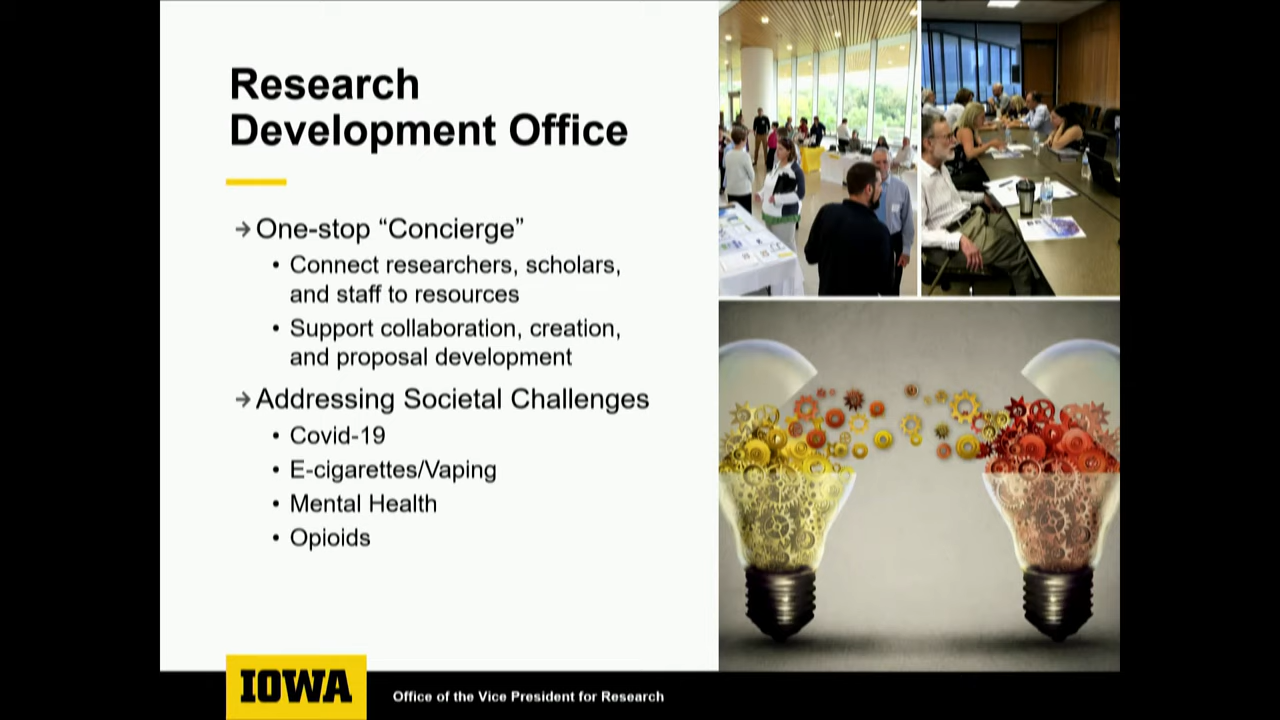 Research
Development Office
→One-stop “Concierge”
• Connect researchers, scholars,
and staff to resources
• Support collaboration, creation,
and proposal development
→Addressing Societal Challenges
• Covid-19
• E-cigarettes/Vaping
• Mental Health
• Opioids
IOWA
Office of the Vice President for Research